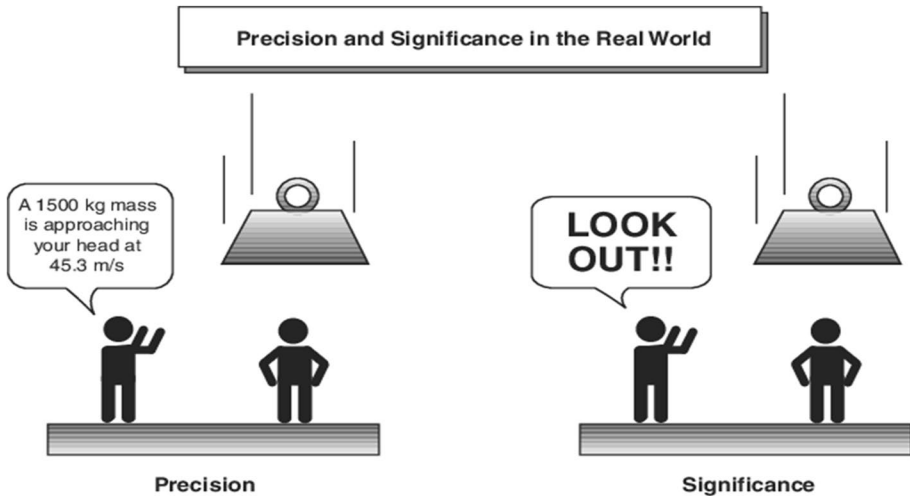 Precision and Significance in the Real World
A 1500 kg mass
is approaching
your head at
45.3 m/s
LOOK
OUT!!
Precision
Significance